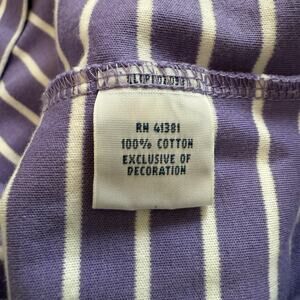 RN 41381
100% COTTON
EXCLUSIVE OF
DECORATION